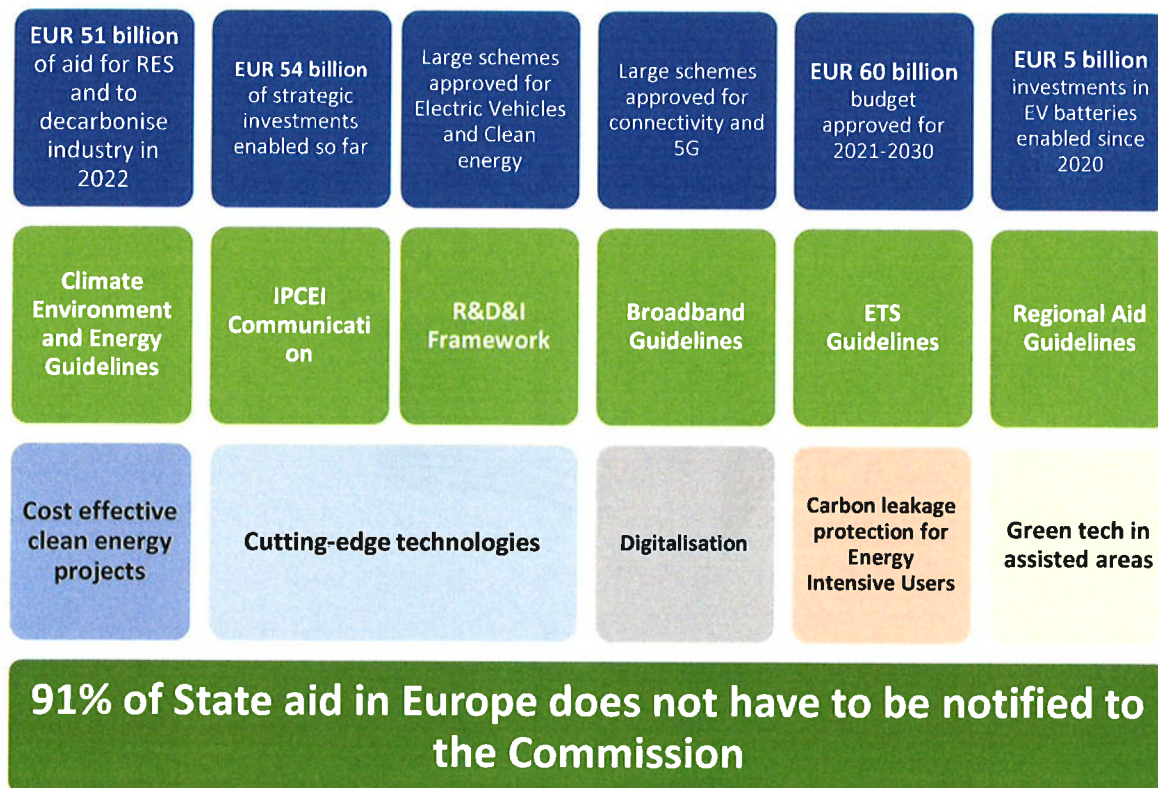 EUR 51 billion
of aid for RES
and to
decarbonise
industry in
2022
EUR 54 billion
of strategic
investments
enabled so far
Large schemes
approved for
Electric Vehicles
and Clean
energy
Large schemes
approved for
connectivity and
5G
EUR 60 billion
budget
approved for
2021-2030
EUR 5 billion
investments in
EV batteries
enabled since
2020
Climate
Environment
and Energy
Guidelines
IPCEI
Communicati
on
R&D&I
Framework
Broadband
Guidelines
ETS
Guidelines
Regional Aid
Guidelines
Cost effective
clean energy
projects
Cutting-edge technologies
Digitalisation
Carbon leakage
protection for
Energy
Intensive Users
Green tech in
assisted areas
91% of State aid in Europe does not have to be notified to
the Commission